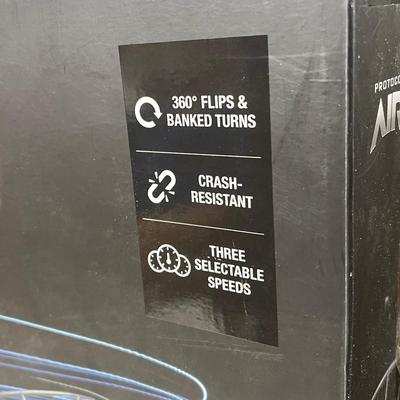 360° FLIPS &
BANKED TURNS
CRASH-
RESISTANT
THREE
SELECTABLE
SPEEDS